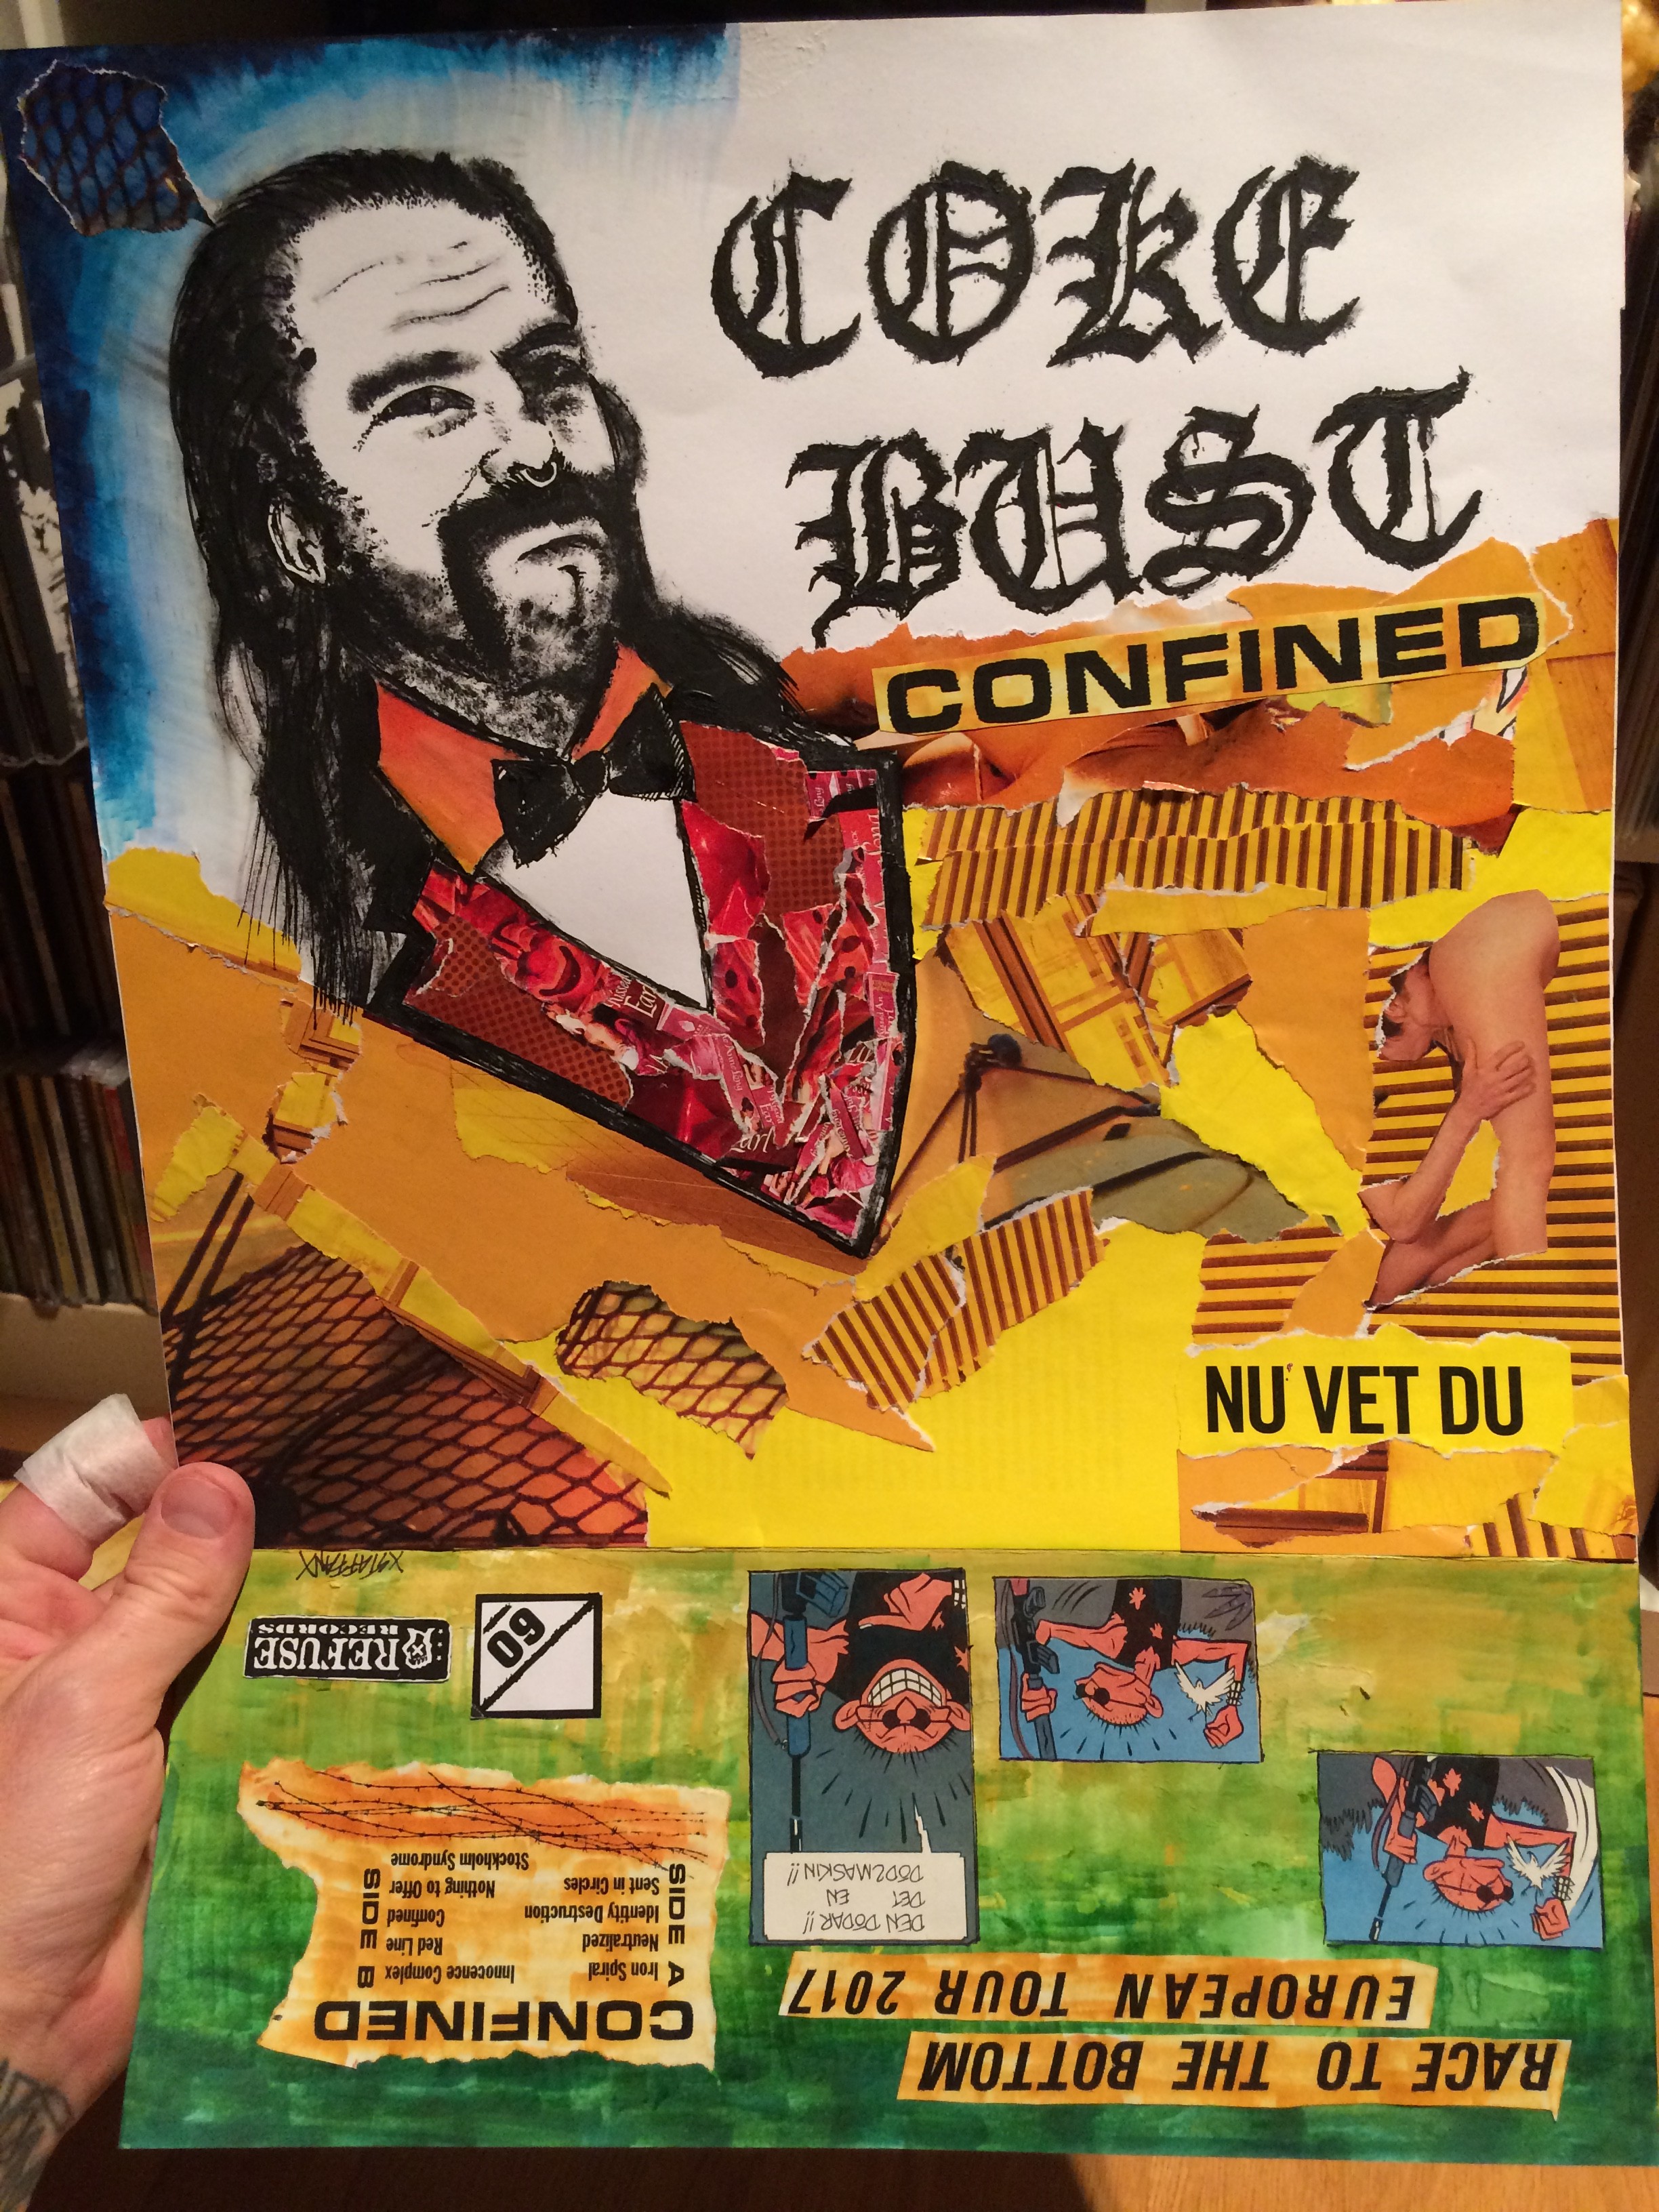 COKE
BUST
CONFINED
NU VET DU
XSTAFFANX
REFUSE
RECORDS
60
RACE TO THE BOTTOM
EUROPEAN TOUR 2017
DEN DÖDAR!!
DET
EN
DÖDSMASKIN!!
CONFINED
SIDE A
Iron Spiral
Neutralized
Identity Destruction
Sent in Circles
SIDE B
Innocence Complex
Red Line
Confined
Nothing to Offer
Stockholm Syndrome